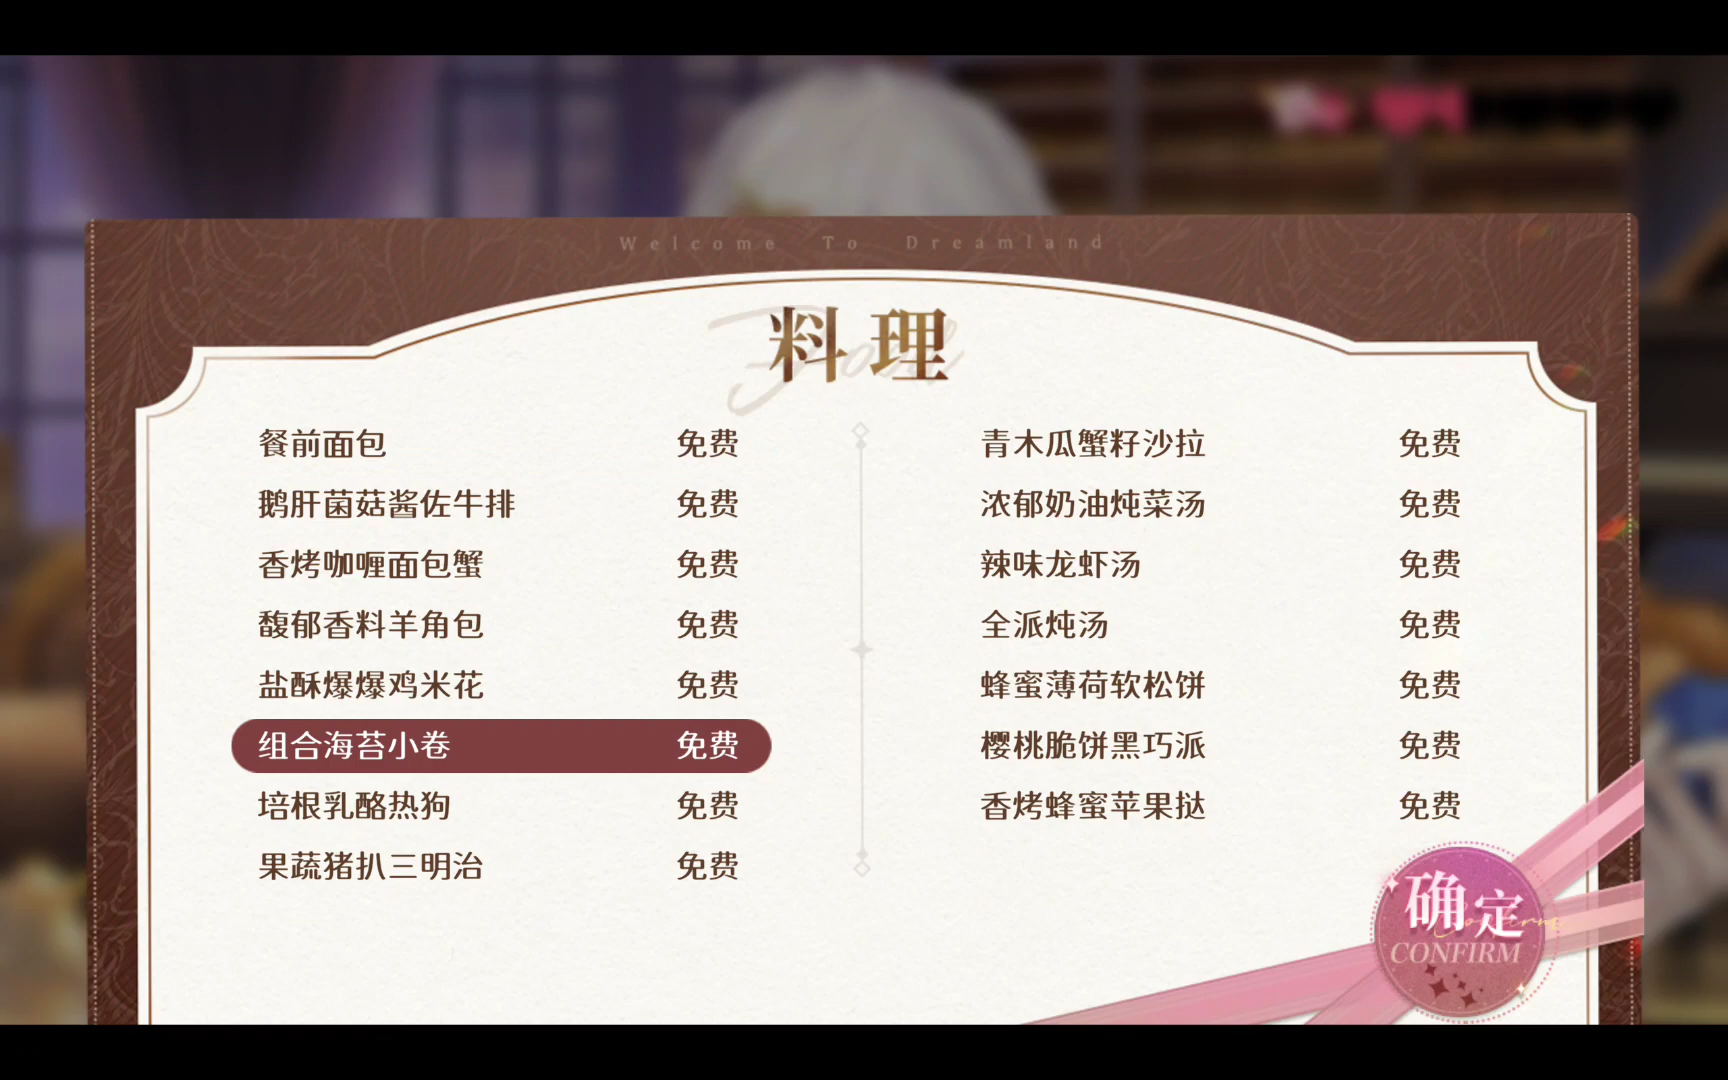 Welcome To Dreamland
料理
餐前面包 免费
鹅肝菌菇酱佐牛排 免费
香烤咖喱面包蟹 免费
馥郁香料羊角包 免费
盐酥爆爆鸡米花 免费
组合海苔小卷 免费
培根乳酪热狗 免费
果蔬猪扒三明治 免费
青木瓜蟹籽沙拉 免费
浓郁奶油炖菜汤 免费
辣味龙虾汤 免费
全派炖汤 免费
蜂蜜薄荷软松饼 免费
樱桃脆饼黑巧派 免费
香烤蜂蜜苹果挞 免费
确定
CONFIRM